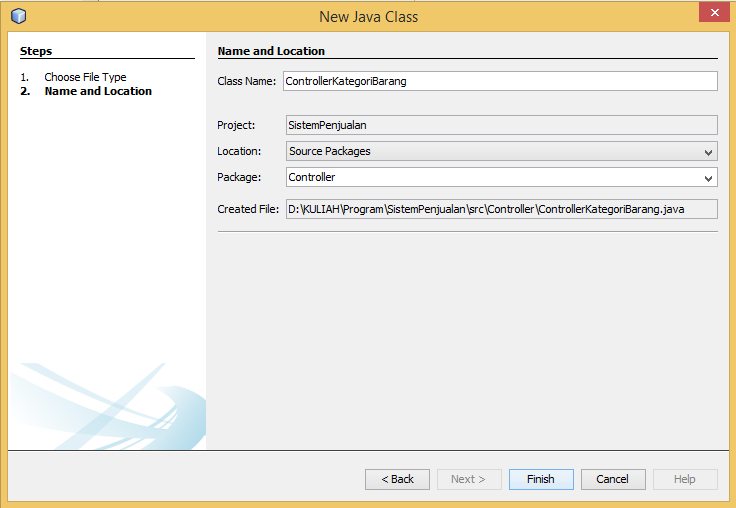 New Java Class
Steps
1. Choose File Type
2. Name and Location
Name and Location
Class Name: ControllerKategoriBarang
Project: SistemPenjualan
Location: Source Packages
Package: Controller
Created File: D:\KULIAH\Program\SistemPenjualan\src\Controller\ControllerKategoriBarang.java
< Back Next > Finish Cancel Help